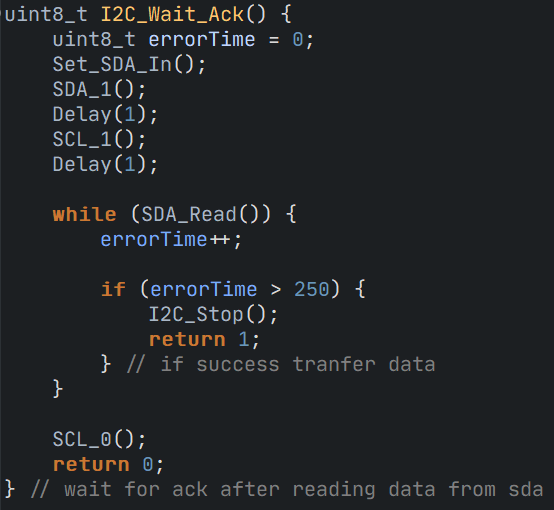 uint8_t I2C_Wait_Ack() {
    uint8_t errorTime = 0;
    Set_SDA_In();
    SDA_1();
    Delay(1);
    SCL_1();
    Delay(1);

    while (SDA_Read()) {
        errorTime++;

        if (errorTime > 250) {
            I2C_Stop();
            return 1;
        } // if success tranfer data
    }

    SCL_0();
    return 0;
} // wait for ack after reading data from sda